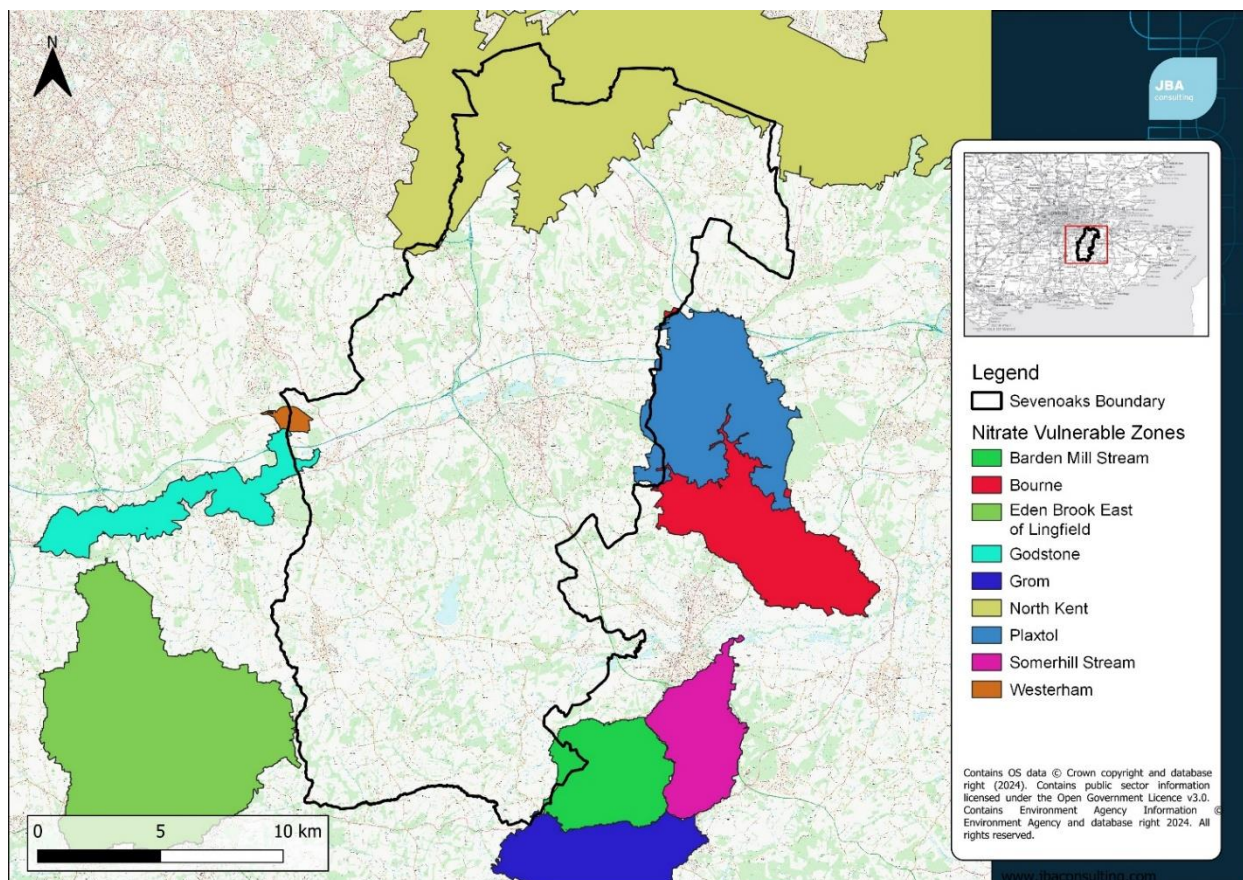 N
JBA
consulting
Legend
Sevenoaks Boundary
Nitrate Vulnerable Zones
Barden Mill Stream
Bourne
Eden Brook East
of Lingfield
Godstone
Grom
North Kent
Plaxtol
Somerhill Stream
Westerham
Contains OS data © Crown copyright and database
right (2024). Contains public sector information
licensed under the Open Government Licence v3.0.
Contains Environment Agency Information ©
Environment Agency and database right 2024. All
rights reserved.
0 5 10 km
www.jbaconsulting.com